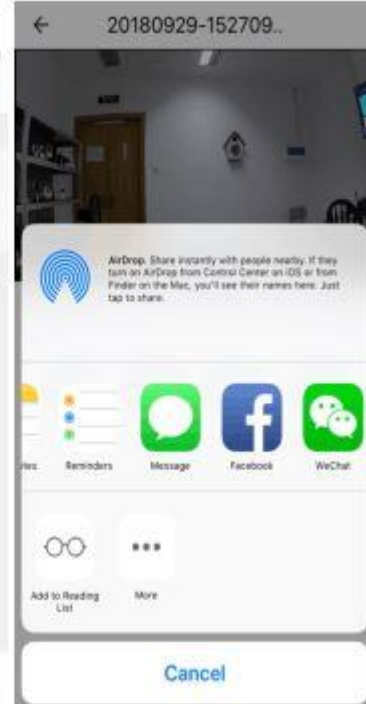 20180929-152709..
AirDrop. Share instantly with people nearby. If they
turn on AirDrop from Control Center on iOS or from
Finder on the Mac, you'll see their names here. Just
tap to share.
tes Reminders Message Facebook WeChat
Add to Reading List More
Cancel